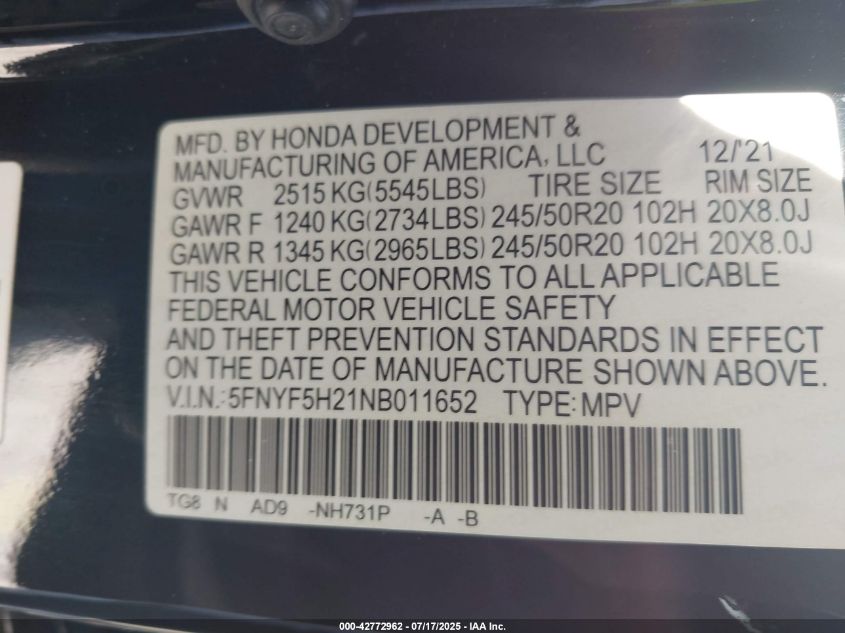 MFD. BY HONDA DEVELOPMENT &
MANUFACTURING OF AMERICA, LLC 12/'21
GVWR 2515 KG(5545LBS) TIRE SIZE RIM SIZE
GAWR F 1240 KG(2734LBS) 245/50R20 102H 20X8.0J
GAWR R 1345 KG(2965LBS) 245/50R20 102H 20X8.0J
THIS VEHICLE CONFORMS TO ALL APPLICABLE
FEDERAL MOTOR VEHICLE SAFETY
AND THEFT PREVENTION STANDARDS IN EFFECT
ON THE DATE OF MANUFACTURE SHOWN ABOVE.
V.I.N.:5FNYF5H21NB011652 TYPE:MPV
TG8 N AD9 -NH731P -A -B
000-42772962 - 07/17/2025 - IAA Inc.